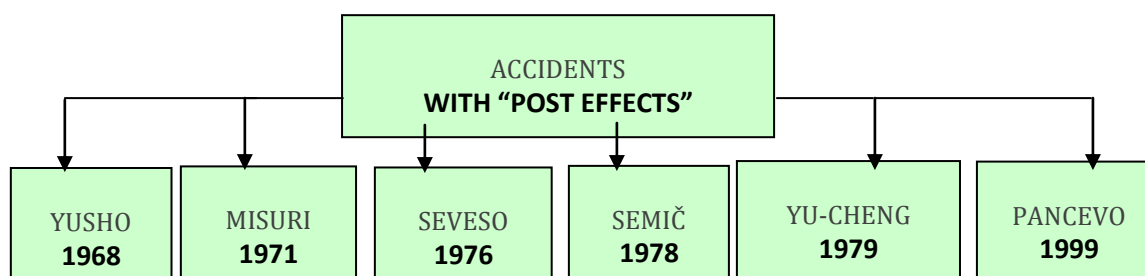 ACCIDENTS
WITH “POST EFFECTS”
YUSHO
1968
MISURI
1971
SEVESO
1976
SEMIČ
1978
YU-CHENG
1979
PANCEVO
1999